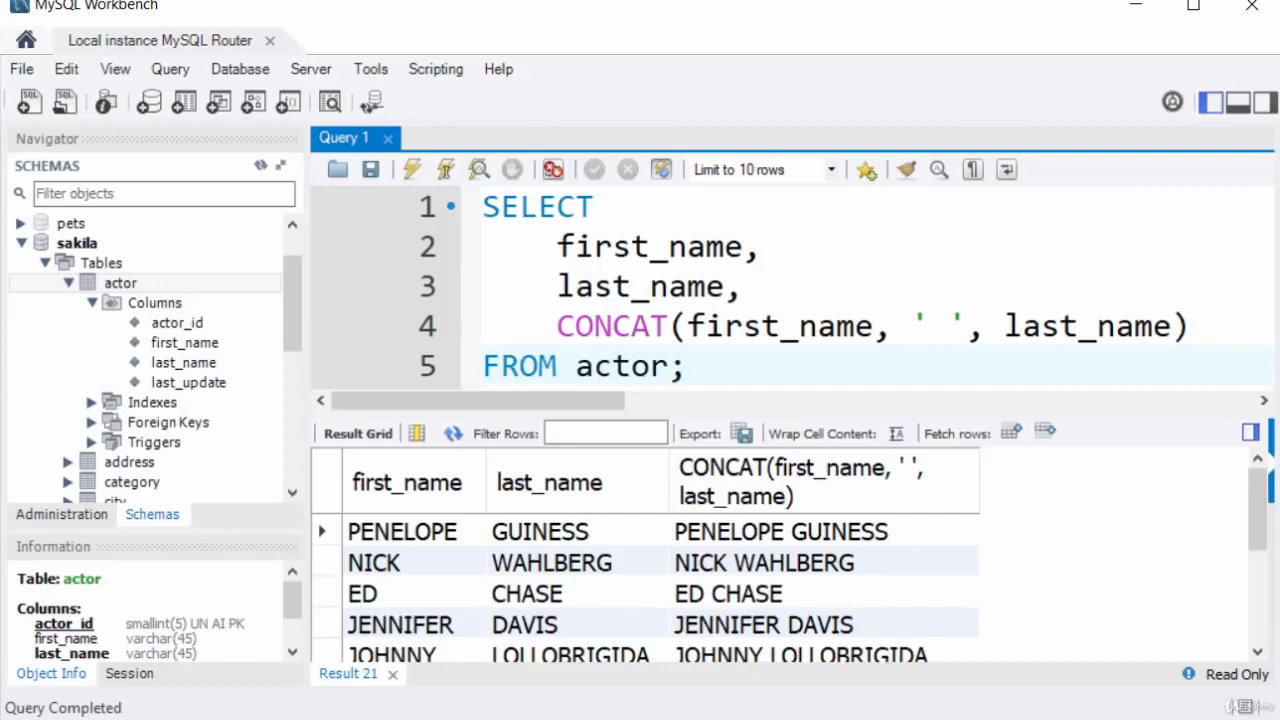 MySQL Workbench
Local instance MySQL Router
File Edit View Query Database Server Tools Scripting Help
Navigator
SCHEMAS
Filter objects
pets
sakila
Tables
actor
Columns
actor_id
first_name
last_name
last_update
Indexes
Foreign Keys
Triggers
address
category
city
Administration Schemas
Information
Table: actor
Columns:
actor_id smallint(5) UN AI PK
first_name varchar(45)
last_name varchar(45)
Object Info Session
Query 1
Limit to 10 rows
1 SELECT
2 first_name,
3 last_name,
4 CONCAT(first_name, ' ', last_name)
5 FROM actor;
Result Grid Filter Rows: Export: Wrap Cell Content: Fetch rows:
first_name last_name CONCAT(first_name, ' ',
last_name)
PENELOPE GUINESS PENELOPE GUINESS
NICK WAHLBERG NICK WAHLBERG
ED CHASE ED CHASE
JENNIFER DAVIS JENNIFER DAVIS
JOHNNY LOLLOBRIGIDA JOHNNY LOLLOBRIGIDA
Result 21 Read Only
Query Completed